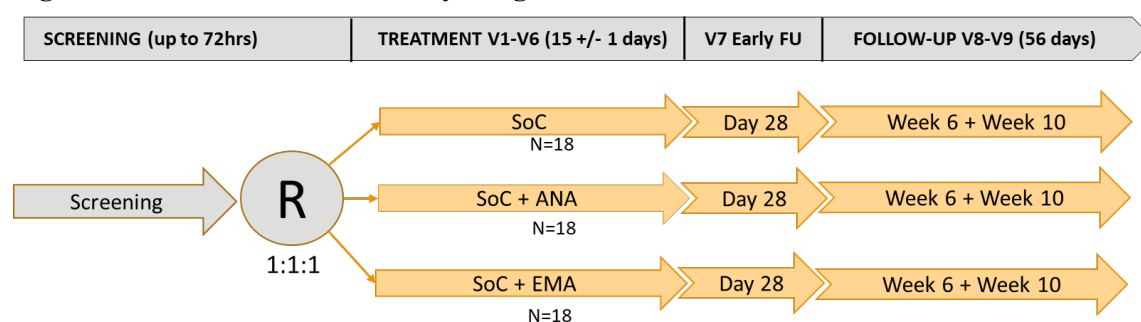 SCREENING (up to 72hrs)
TREATMENT V1-V6 (15 +/- 1 days)
V7 Early FU
FOLLOW-UP V8-V9 (56 days)
SoC
Day 28
Week 6 + Week 10
N=18
Screening
R
1:1:1
SoC + ANA
Day 28
Week 6 + Week 10
N=18
SoC + EMA
Day 28
Week 6 + Week 10
N=18